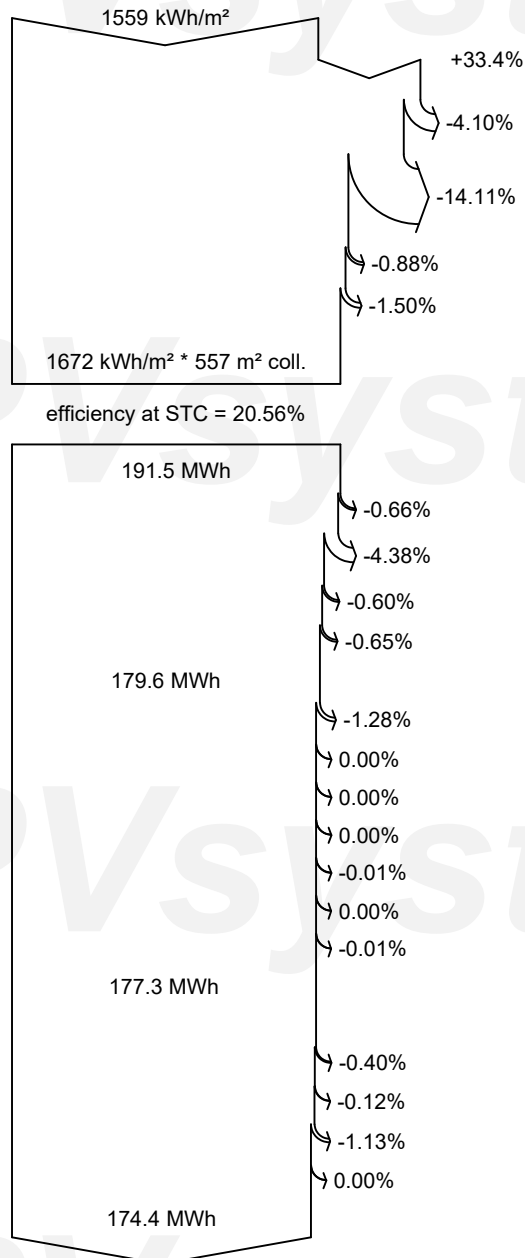 1559 kWh/m²
+33.4%
-4.10%
-14.11%
-0.88%
-1.50%
1672 kWh/m² * 557 m² coll.
efficiency at STC = 20.56%
191.5 MWh
-0.66%
-4.38%
-0.60%
-0.65%
179.6 MWh
-1.28%
0.00%
0.00%
0.00%
-0.01%
0.00%
-0.01%
177.3 MWh
-0.40%
-0.12%
-1.13%
0.00%
174.4 MWh
PVsyst
PVsyst